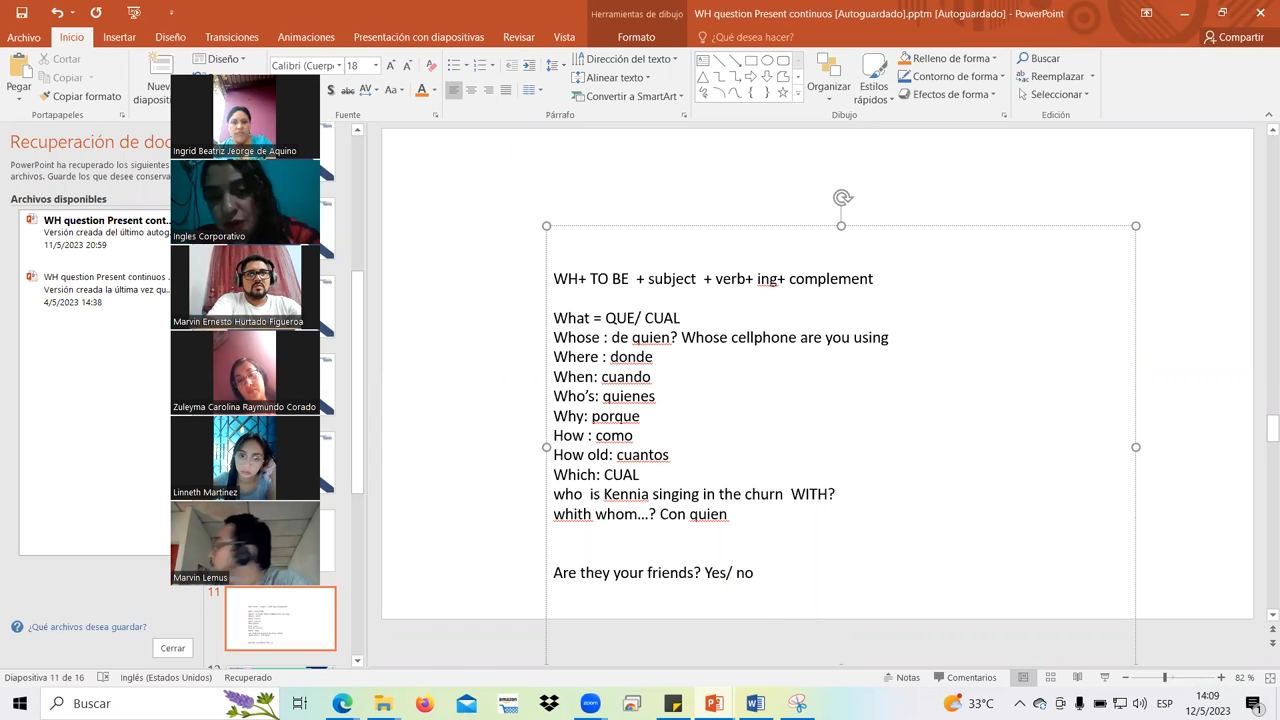 Herramientas de dibujo
WH question Present continuos [Autoguardado].pptm [Autoguardado] - PowerPoint
Archivo Inicio Insertar Diseño Transiciones Animaciones Presentación con diapositivas Revisar Vista Formato ¿Qué desea hacer? Compartir
Cortar
Copiar
Copiar formato
Pegar
Portapapeles
Diseño
Calibri (Cuerp 18
Fuente
Dirección del texto
Alinear texto
Convertir a SmartArt
Párrafo
Organizar
Estilos rápidos
Relleno de forma
Contorno de forma
Efectos de forma
Dibujo
Buscar
Reemplazar
Seleccionar
Edición
Recuperación de do
PowerPoint ha recuperado los siguientes
archivos. Guarde los que desee conserva
Archivos disponibles
WH question Present cont...
Versión creada del último autog
11/5/2023 20:59
WH question Present continuos
Versión creada la última vez qu...
4/5/2023 14:38
¿Qué archivo deseo guardar?
Cerrar
Ingrid Beatriz Jeorge de Aquino
Ingles Corporativo
Marvin Ernesto Hurtado Figueroa
Zuleyma Carolina Raymundo Corado
Linneth Martinez
Marvin Lemus
11
12
WH+ TO BE + subject + verb+ ing+ complement
What = QUE/ CUAL
Whose : de quien? Whose cellphone are you using
Where : donde
When: cuando
Who's: quienes
Why: porque
How : como
How old: cuantos
Which: CUAL
who is Kennia singing in the churn WITH?
whith whom...? Con quien
Are they your friends? Yes/ no
Diapositiva 11 de 16 Inglés (Estados Unidos) Recuperado Notas Comentarios 82 %
Buscar
amazon
zoom
33°C
ESP
14:09
12/5/2023